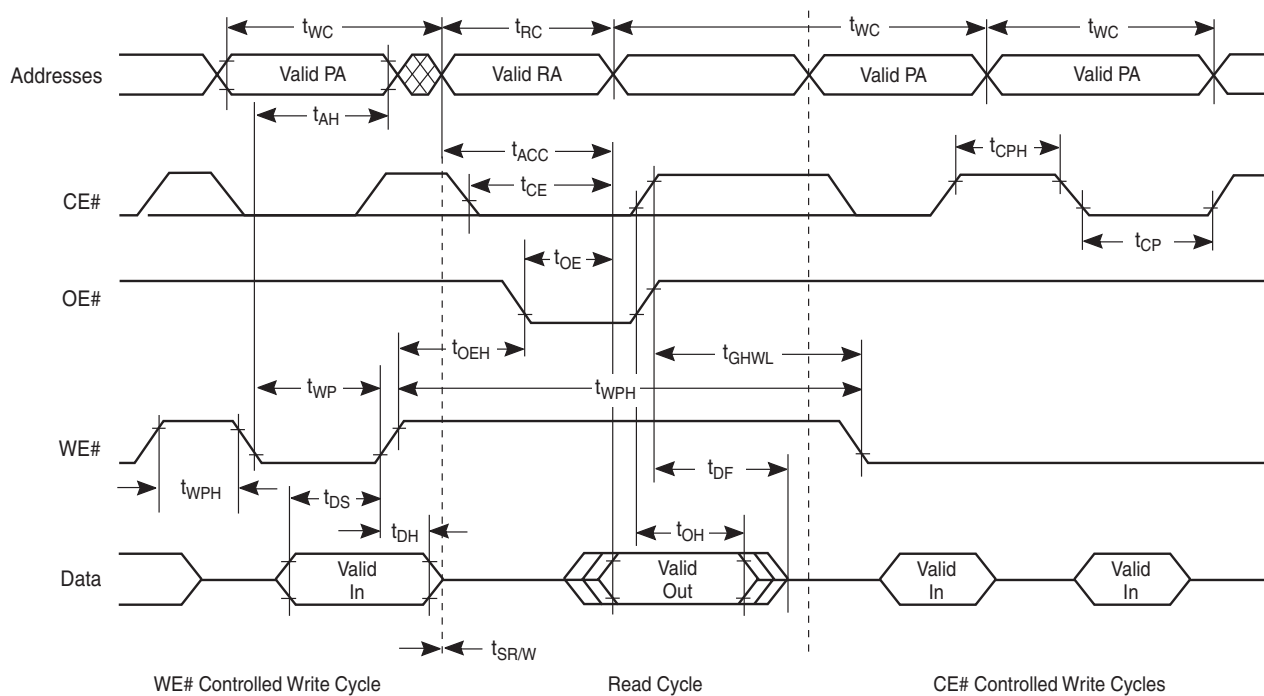 tWC tRC tWC tWC
Addresses Valid PA Valid RA Valid PA Valid PA
tAH
tACC tCPH
CE# tCE
tOE tCP
OE#
tOEH tGHWL
tWP tWPH
WE#
tWPH tDS tDF
tDH tOH
Data Valid In Valid Out Valid In Valid In
tSR/W
WE# Controlled Write Cycle Read Cycle CE# Controlled Write Cycles